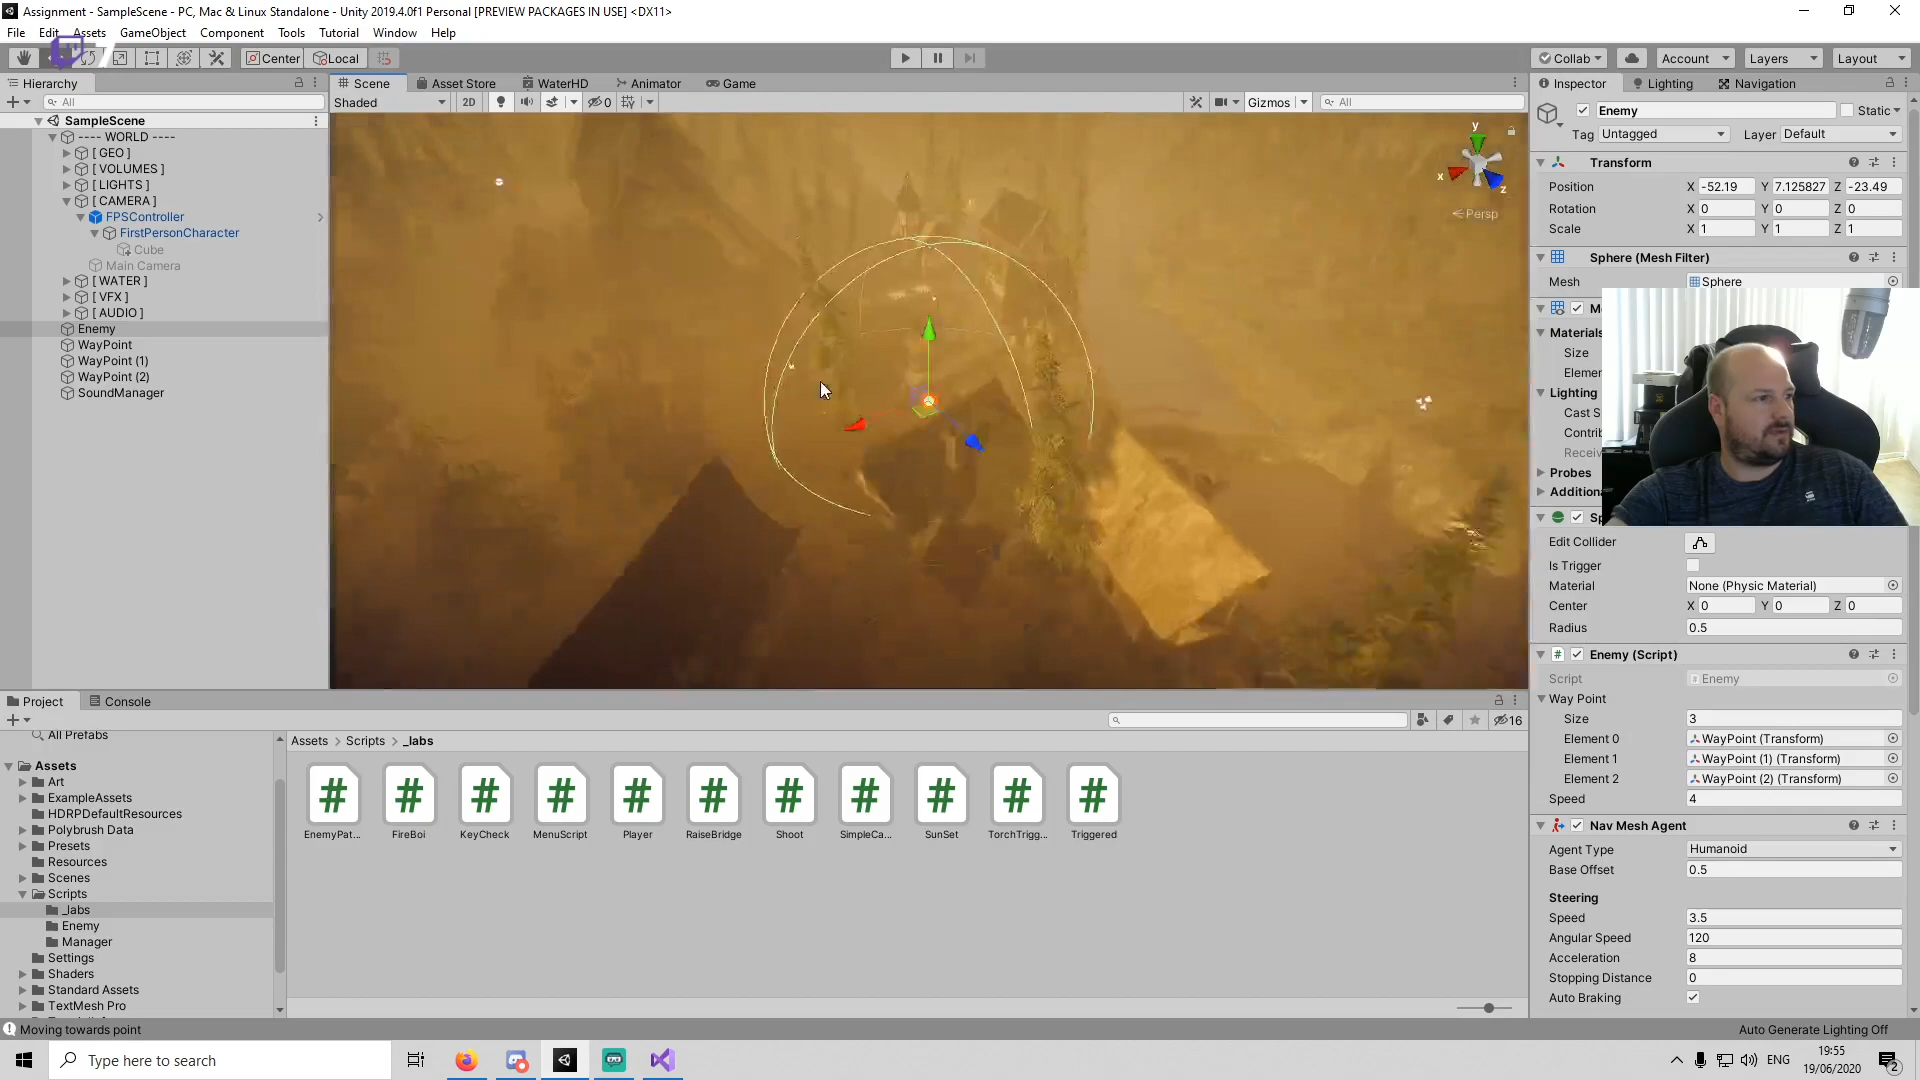 Assignment - SampleScene - PC, Mac & Linux Standalone - Unity 2019.4.0f1 Personal [PREVIEW PACKAGES IN USE] <DX11>
File Edit Assets GameObject Component Tools Tutorial Window Help
Center Local Collab Account Layers Layout
Hierarchy Scene Asset Store WaterHD Animator Game Inspector Lighting Navigation
All Shaded 2D 0 Gizmos All
SampleScene
---- WORLD ----
[ GEO ]
[ VOLUMES ]
[ LIGHTS ]
[ CAMERA ]
FPSController
FirstPersonCharacter
Cube
Main Camera
[ WATER ]
[ VFX ]
[ AUDIO ]
Enemy
WayPoint
WayPoint (1)
WayPoint (2)
SoundManager
y
x
z
Persp
Enemy Static
Tag Untagged Layer Default
Transform
Position X -52.19 Y 7.125827 Z -23.49
Rotation X 0 Y 0 Z 0
Scale X 1 Y 1 Z 1
Sphere (Mesh Filter)
Mesh Sphere
Materials
Size
Lighting
Cast S
Contrib
Receiv
Probes
Edit Collider
Is Trigger
Material None (Physic Material)
Center X 0 Y 0 Z 0
Radius 0.5
Enemy (Script)
Script Enemy
Way Point
Size 3
Element 0 WayPoint (Transform)
Element 1 WayPoint (1) (Transform)
Element 2 WayPoint (2) (Transform)
Speed 4
Nav Mesh Agent
Agent Type Humanoid
Base Offset 0.5
Steering
Speed 3.5
Angular Speed 120
Acceleration 8
Stopping Distance 0
Auto Braking
Project Console
16
All Prefabs
Assets
Art
ExampleAssets
HDRPDefaultResources
Polybrush Data
Presets
Resources
Scenes
Scripts
_labs
Enemy
Manager
Settings
Shaders
Standard Assets
TextMesh Pro
Assets > Scripts > _labs
EnemyPat... FireBoi KeyCheck MenuScript Player RaiseBridge Shoot SimpleCa... SunSet TorchTrigg... Triggered
Moving towards point
Auto Generate Lighting Off
Type here to search
ENG
19:55
19/06/2020
2